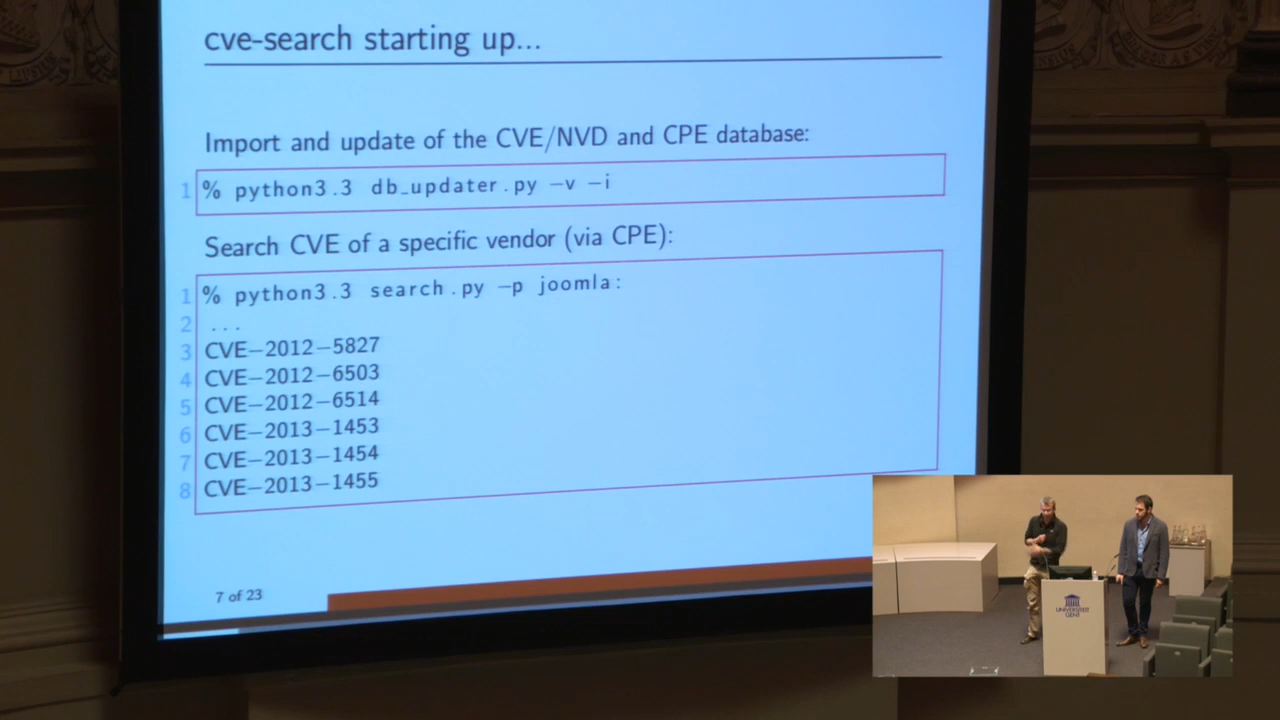 cve-search starting up...
Import and update of the CVE/NVD and CPE database:
1 % python3.3 db_updater.py −v −i
Search CVE of a specific vendor (via CPE):
1 % python3.3 search.py −p joomla:
2 ...
3 CVE−2012−5827
4 CVE−2012−6503
5 CVE−2012−6514
6 CVE−2013−1453
7 CVE−2013−1454
8 CVE−2013−1455
7 of 23
UNIVERSITEIT
GENT